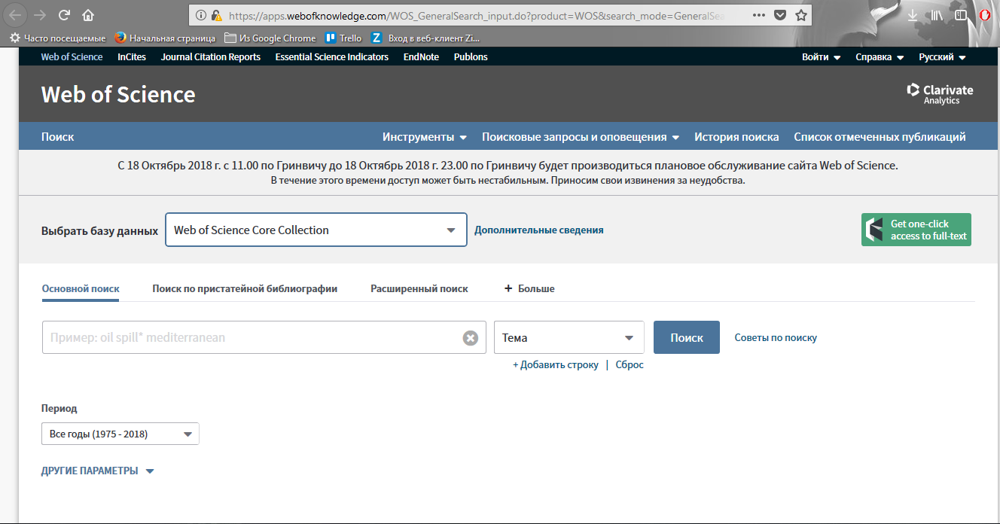 https://apps.webofknowledge.com/WOS_GeneralSearch_input.do?product=WOS&search_mode=GeneralSea
Часто посещаемые Начальная страница Из Google Chrome Trello Вход в веб-клиент Zi...
Web of Science InCites Journal Citation Reports Essential Science Indicators EndNote Publons Войти Справка Русский
Web of Science
Clarivate
Analytics
Поиск Инструменты Поисковые запросы и оповещения История поиска Список отмеченных публикаций
С 18 Октябрь 2018 г. с 11.00 по Гринвичу до 18 Октябрь 2018 г. 23.00 по Гринвичу будет производиться плановое обслуживание сайта Web of Science.
В течение этого времени доступ может быть нестабильным. Приносим свои извинения за неудобства.
Выбрать базу данных Web of Science Core Collection Дополнительные сведения
Get one-click
access to full-text
Основной поиск Поиск по пристатейной библиографии Расширенный поиск + Больше
Пример: oil spill* mediterranean Тема Поиск Советы по поиску
+ Добавить строку | Сброс
Период
Все годы (1975 - 2018)
ДРУГИЕ ПАРАМЕТРЫ